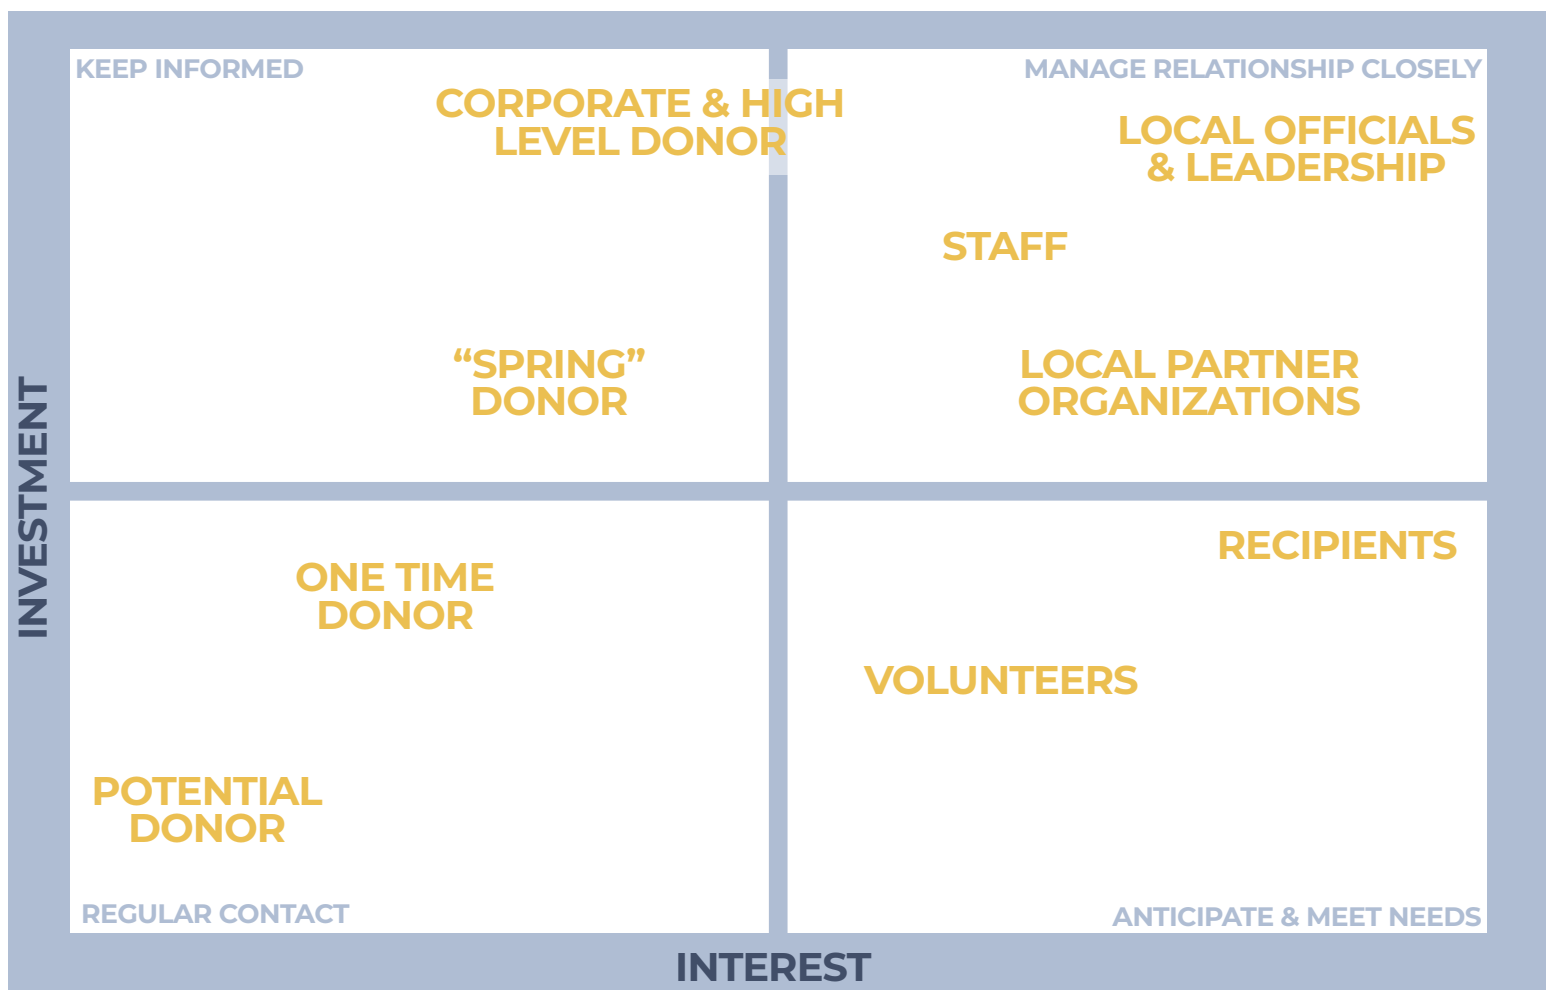 KEEP INFORMED
CORPORATE & HIGH
LEVEL DONOR
“SPRING”
DONOR
MANAGE RELATIONSHIP CLOSELY
LOCAL OFFICIALS
& LEADERSHIP
STAFF
LOCAL PARTNER
ORGANIZATIONS
INVESTMENT
ONE TIME
DONOR
POTENTIAL
DONOR
REGULAR CONTACT
RECIPIENTS
VOLUNTEERS
ANTICIPATE & MEET NEEDS
INTEREST